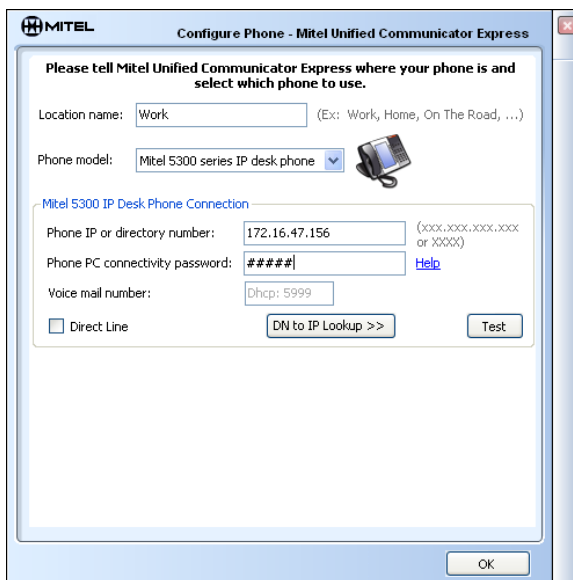 MITEL
Configure Phone - Mitel Unified Communicator Express
Please tell Mitel Unified Communicator Express where your phone is and
select which phone to use.
Location name: Work (Ex: Work, Home, On The Road, ...)
Phone model: Mitel 5300 series IP desk phone
Mitel 5300 IP Desk Phone Connection
Phone IP or directory number: 172.16.47.156 (xxx.xxx.xxx.xxx
or XXXX)
Phone PC connectivity password: ##### Help
Voice mail number: Dhcp: 5999
Direct Line DN to IP Lookup >> Test
OK